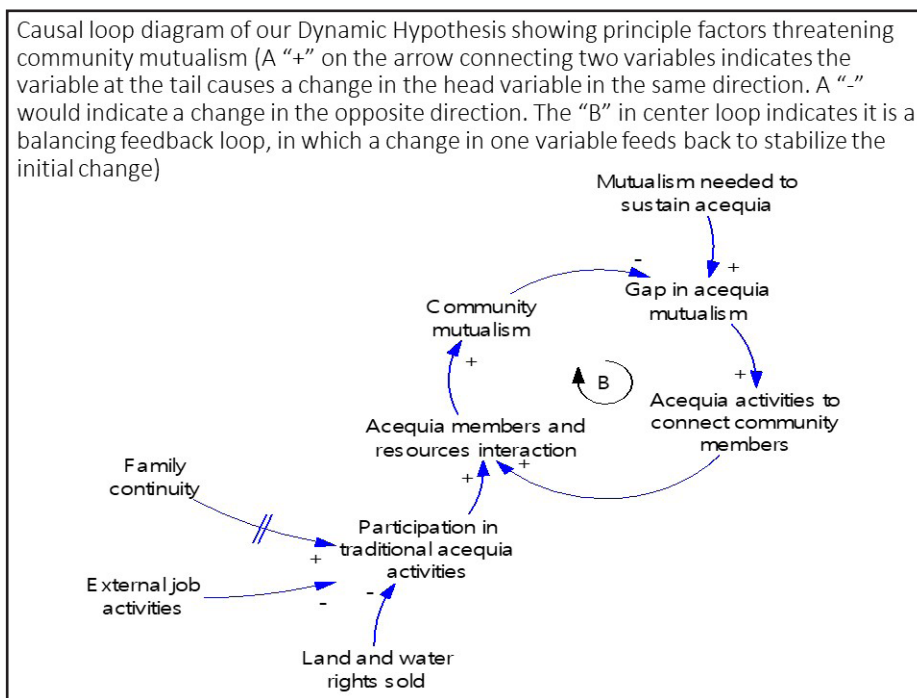 Causal loop diagram of our Dynamic Hypothesis showing principle factors threatening
community mutualism (A “+” on the arrow connecting two variables indicates the
variable at the tail causes a change in the head variable in the same direction. A “-”
would indicate a change in the opposite direction. The “B” in center loop indicates it is a
balancing feedback loop, in which a change in one variable feeds back to stabilize the
initial change)
Mutualism needed to
sustain acequia
-
+
Gap in acequia
mutualism
Community
mutualism
+
+
B
Acequia activities to
connect community
members
Acequia members and
resources interaction
+
+
Family
continuity
Participation in
traditional acequia
activities
+
External job
activities
-
-
Land and water
rights sold